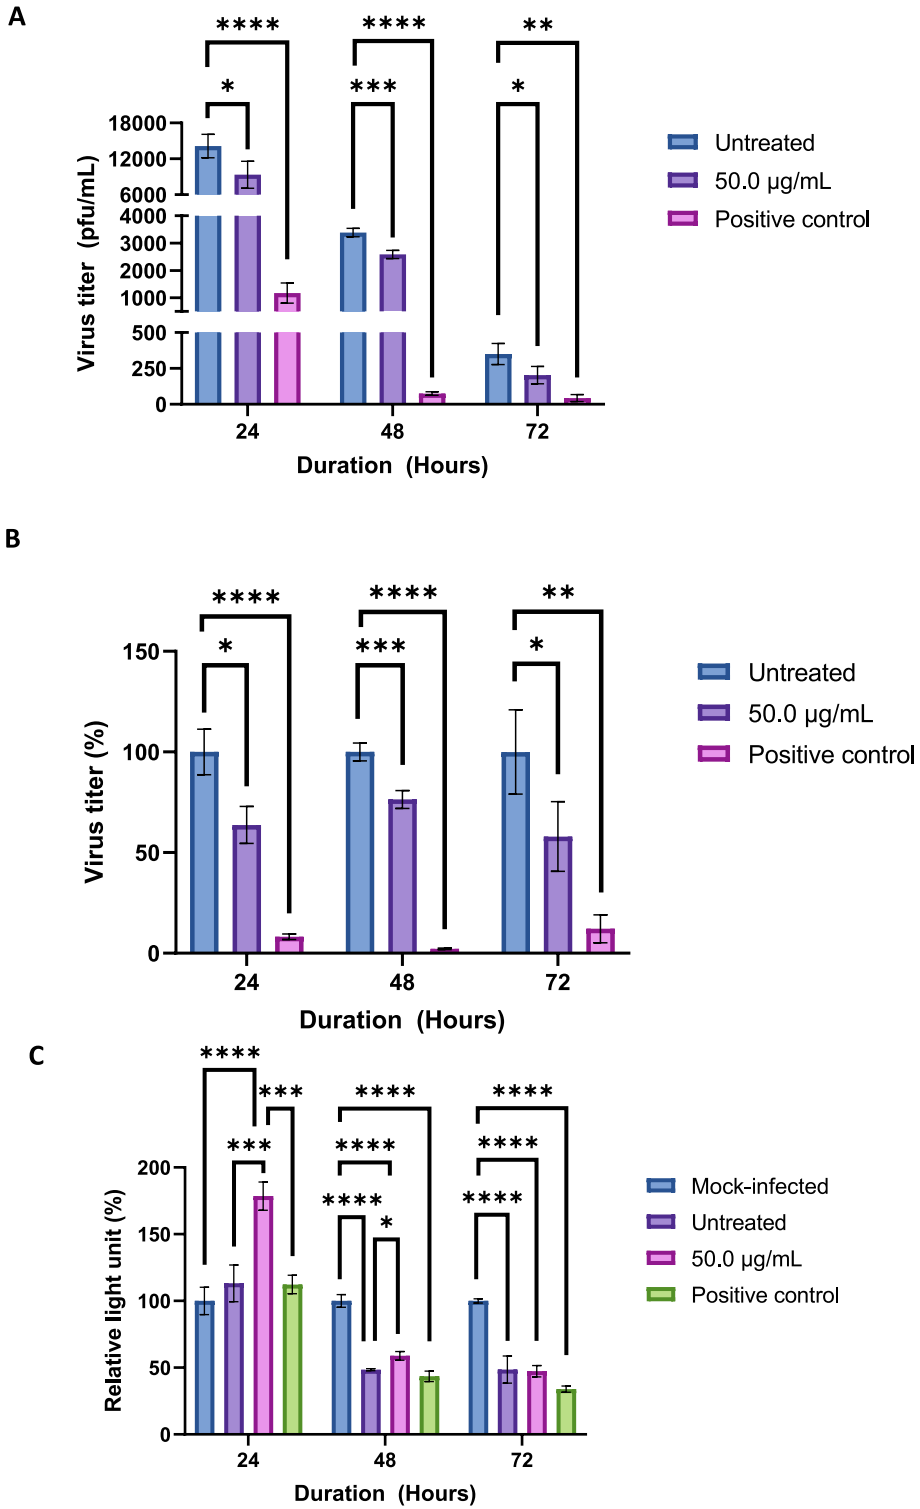 A
**** **** **
* *** *
Virus titer (pfu/mL)
18000
12000
6000
4000
3000
2000
1000
500
250
0
24 48 72
Duration (Hours)
Untreated
50.0 µg/mL
Positive control
B
**** **** **
* *** *
Virus titer (%)
150
100
50
0
24 48 72
Duration (Hours)
Untreated
50.0 µg/mL
Positive control
C
****
*** **** ****
*** **** ****
**** * ****
Relative light unit (%)
200
150
100
50
0
24 48 72
Duration (Hours)
Mock-infected
Untreated
50.0 µg/mL
Positive control